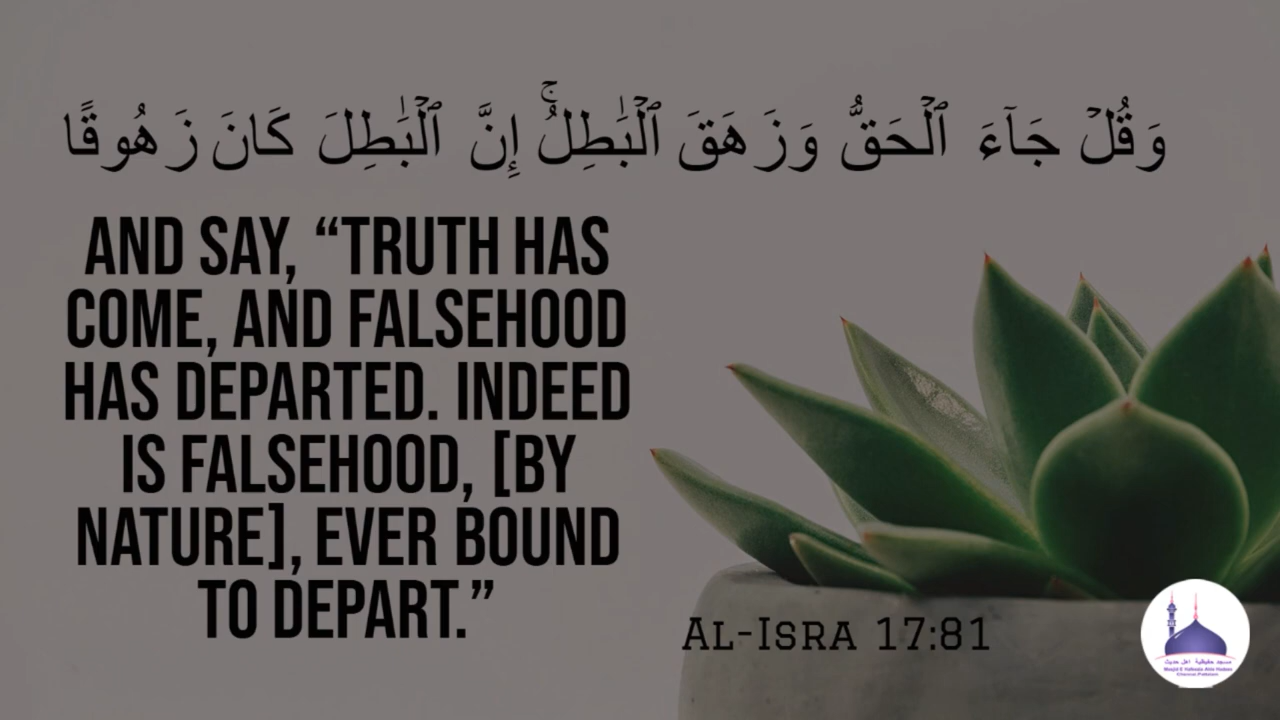 وَقُلۡ جَآءَ ٱلۡحَقُّ وَزَهَقَ ٱلۡبَٰطِلُۚ إِنَّ ٱلۡبَٰطِلَ كَانَ زَهُوقًا
AND SAY, “TRUTH HAS
COME, AND FALSEHOOD
HAS DEPARTED. INDEED
IS FALSEHOOD, [BY
NATURE], EVER BOUND
TO DEPART.”
AL-ISRA 17:81